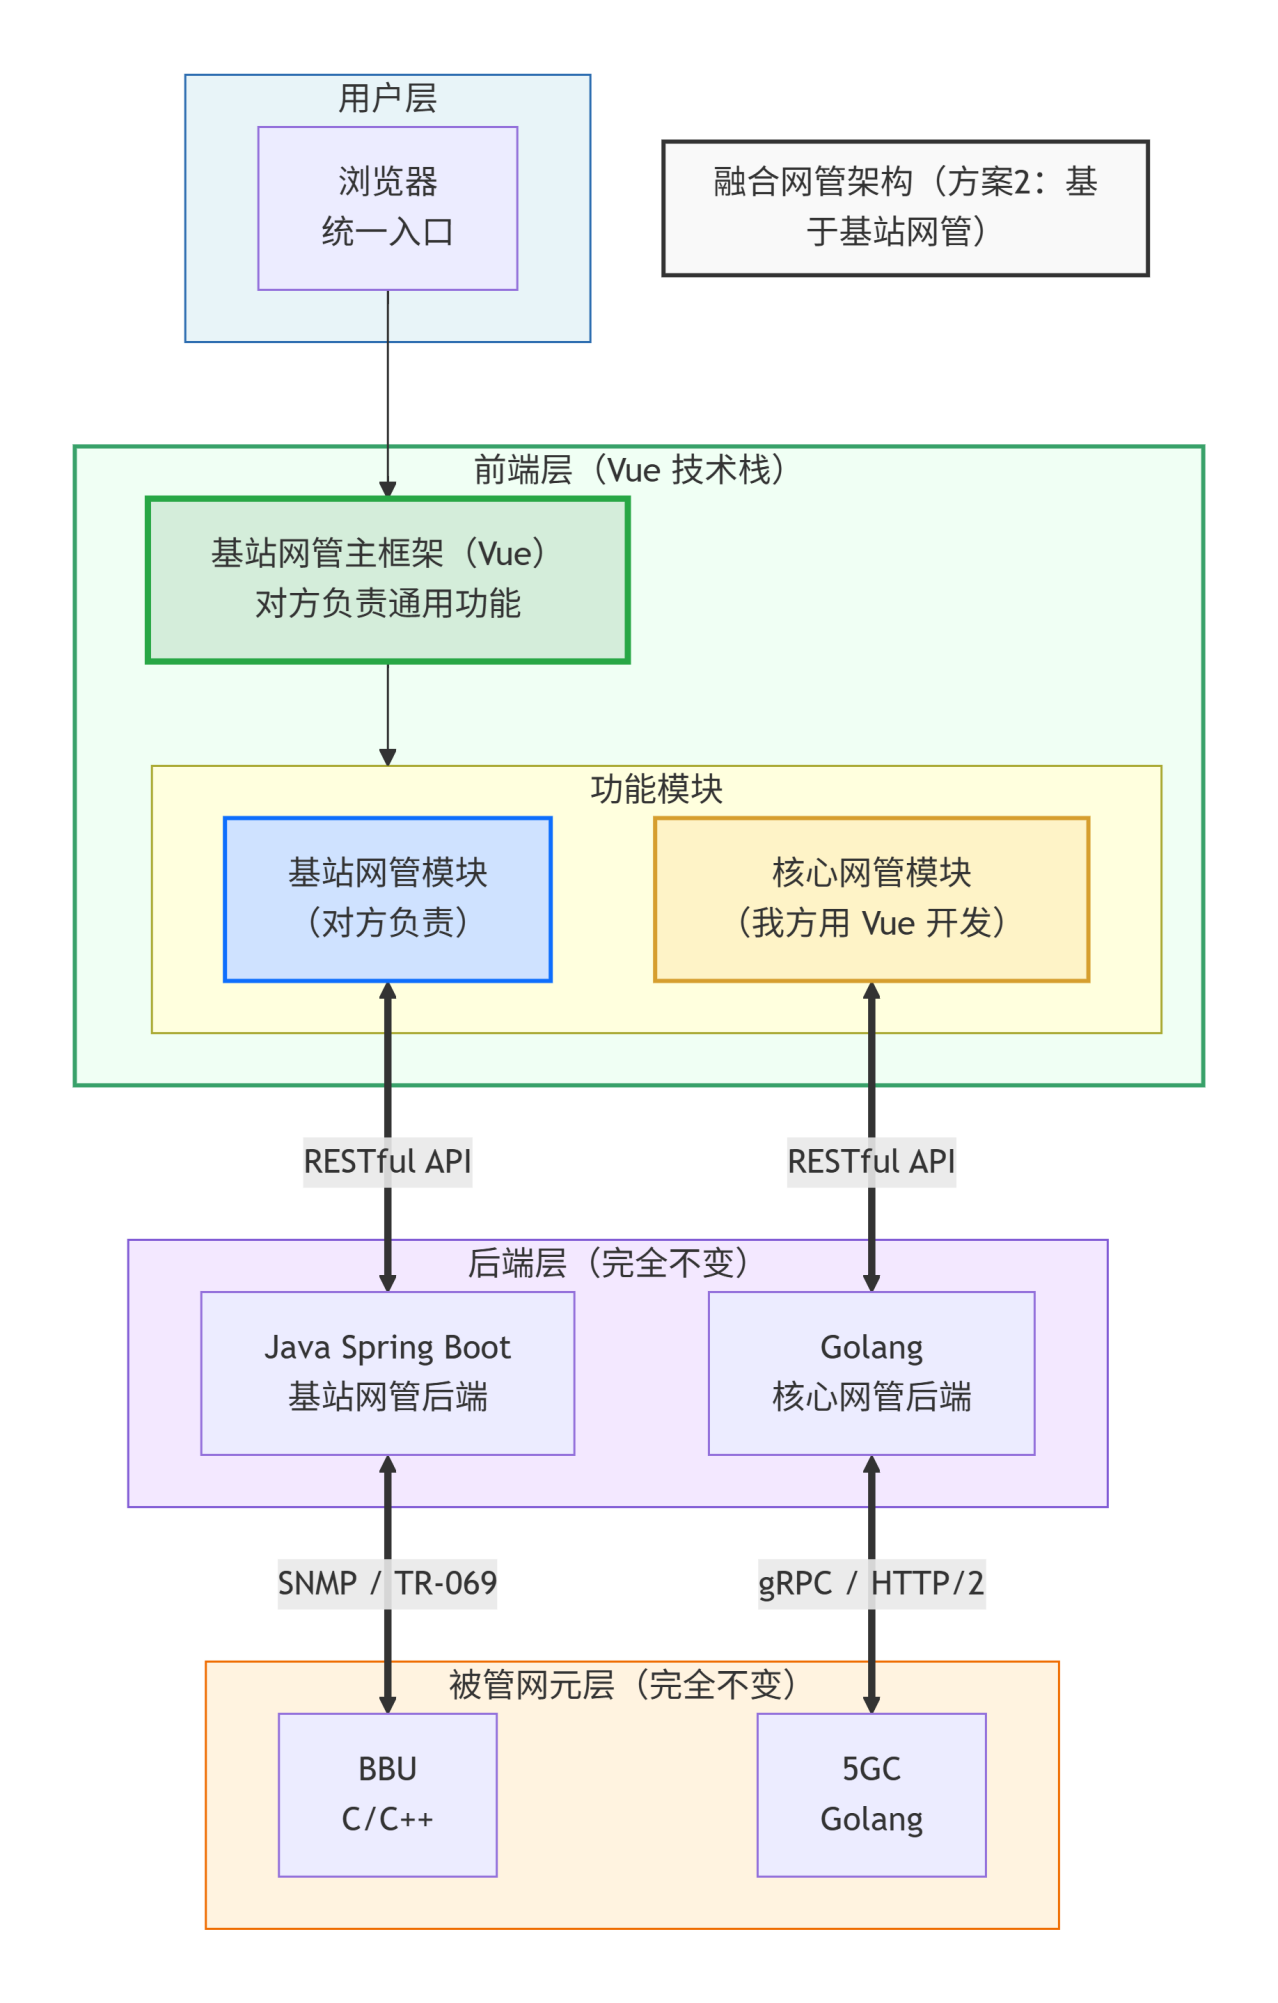 用户层
浏览器
统一入口
融合网管架构（方案2：基
于基站网管）
前端层（Vue 技术栈）
基站网管主框架（Vue）
对方负责通用功能
功能模块
基站网管模块
（对方负责）
核心网管模块
（我方用 Vue 开发）
RESTful API
RESTful API
后端层（完全不变）
Java Spring Boot
基站网管后端
Golang
核心网管后端
SNMP / TR-069
gRPC / HTTP/2
被管网元层（完全不变）
BBU
C/C++
5GC
Golang